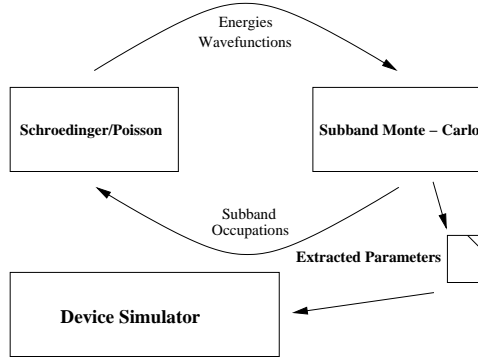 Energies
Wavefunctions
Schroedinger/Poisson
Subband Monte – Carlo
Subband
Occupations
Extracted Parameters
Device Simulator